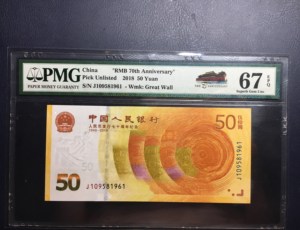 PMG
PAPER MONEY GUARANTY
China "RMB 70th Anniversary"
Pick Unlisted 2018 50 Yuan
S/N J109581961 - Wmk: Great Wall
67 EPQ
Superb Gem Unc
中国人民银行
50
50
J109581961